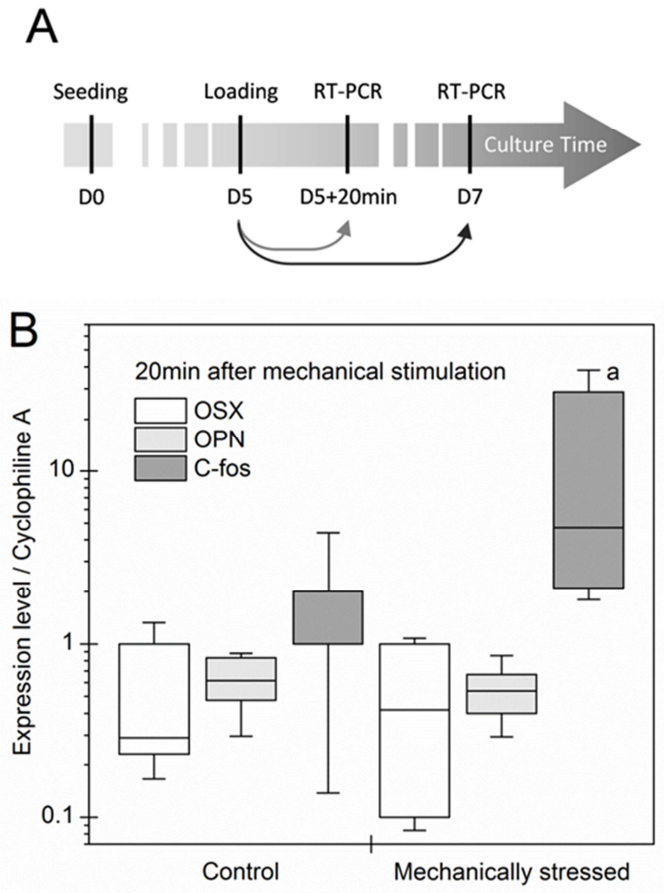 A
Seeding Loading RT-PCR RT-PCR
Culture Time
D0 D5 D5+20min D7
B
20min after mechanical stimulation
OSX
OPN
C-fos
a
Expression level / Cyclophiline A
10
1
0.1
Control Mechanically stressed